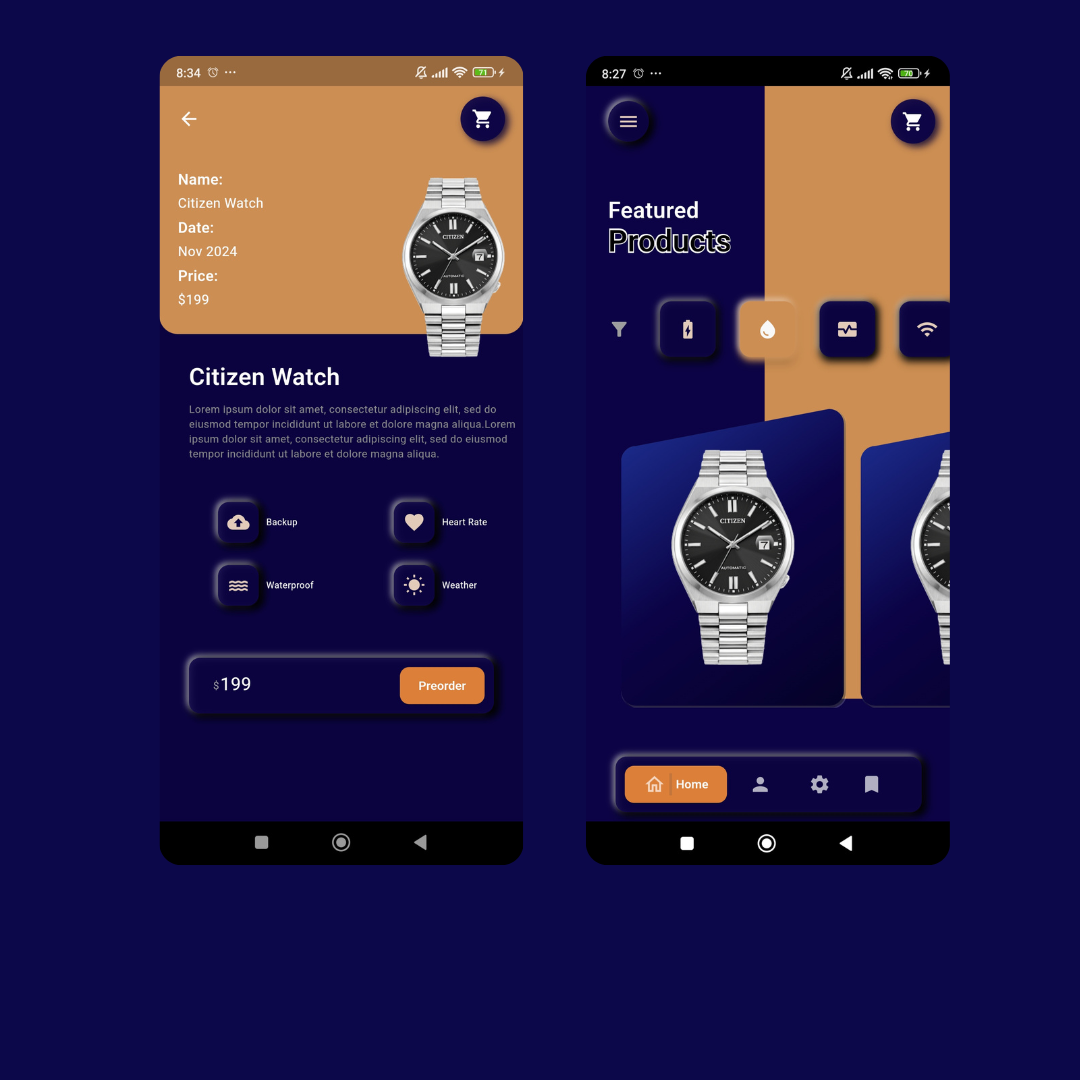 8:34
71
Name:
Citizen Watch
Date:
Nov 2024
Price:
$199
CITIZEN
7
AUTOMATIC
Citizen Watch
Lorem ipsum dolor sit amet, consectetur adipiscing elit, sed do
eiusmod tempor incididunt ut labore et dolore magna aliqua.Lorem
ipsum dolor sit amet, consectetur adipiscing elit, sed do eiusmod
tempor incididunt ut labore et dolore magna aliqua.
Backup
Heart Rate
Waterproof
Weather
$199
Preorder
8:27
70
Featured
Products
CITIZEN
7
AUTOMATIC
Home